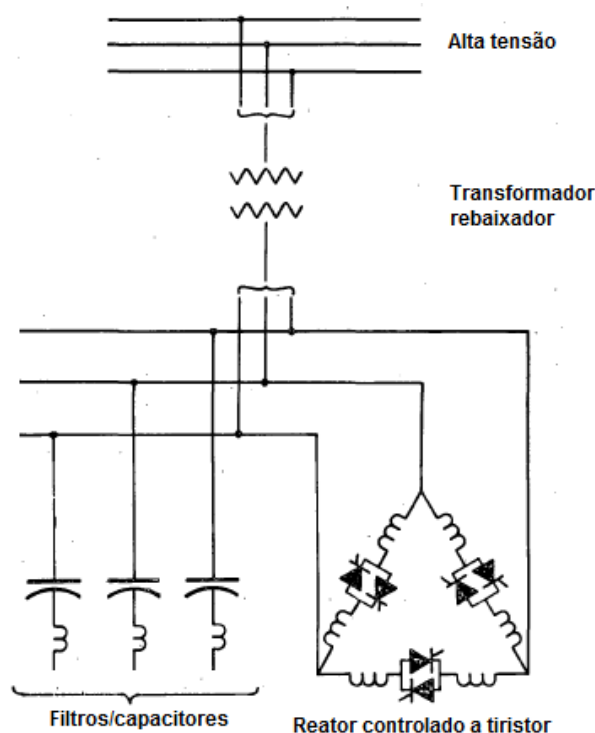 Alta tensão
Transformador
rebaixador
Filtros/capacitores
Reator controlado a tiristor